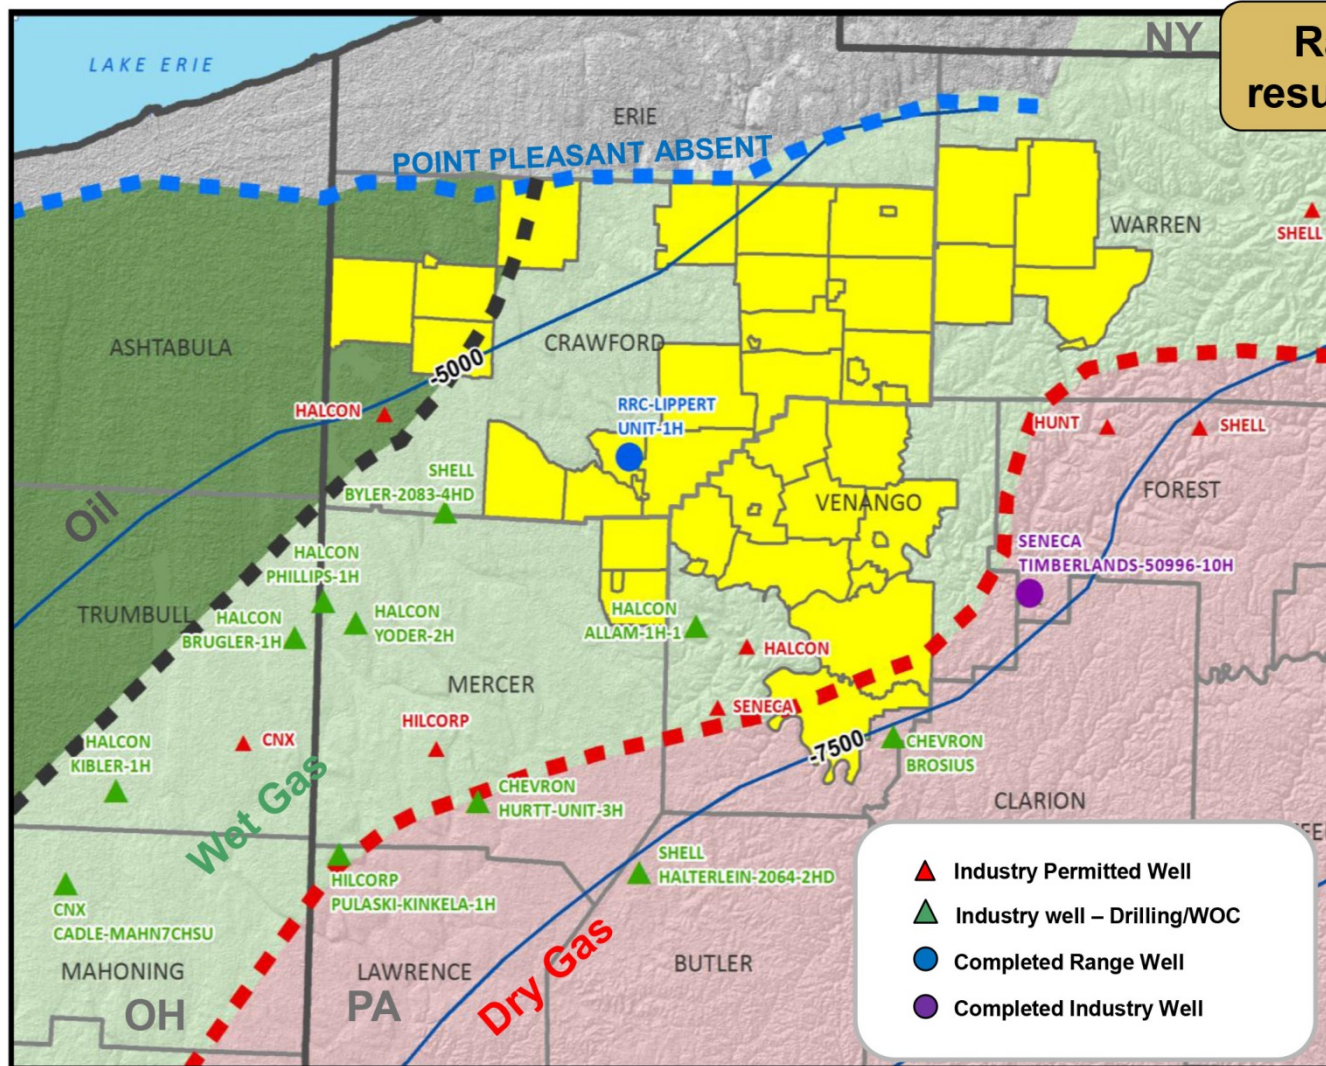 NY
Ra
resu
LAKE ERIE
ERIE
POINT PLEASANT ABSENT
WARREN
SHELL
ASHTABULA
CRAWFORD
-5000
HALCON
RRC-LIPPERT
UNIT-1H
HUNT
SHELL
SHELL
BYLER-2083-4HD
FOREST
VENANGO
Oil
SENECA
TIMBERLANDS-50996-10H
HALCON
PHILLIPS-1H
TRUMBULL
HALCON
BRUGLER-1H
HALCON
YODER-2H
HALCON
ALLAM-1H-1
HALCON
MERCER
SENECA
HILCORP
CNX
HALCON
KIBLER-1H
-7500
CHEVRON
BROSIUS
Wet Gas
CHEVRON
HURTT-UNIT-3H
CLARION
HILCORP
PULASKI-KINKELA-1H
SHELL
HALTERLEIN-2064-2HD
CNX
CADLE-MAHN7CHSU
MAHONING
LAWRENCE
BUTLER
Dry Gas
OH
PA
Industry Permitted Well
Industry well – Drilling/WOC
Completed Range Well
Completed Industry Well